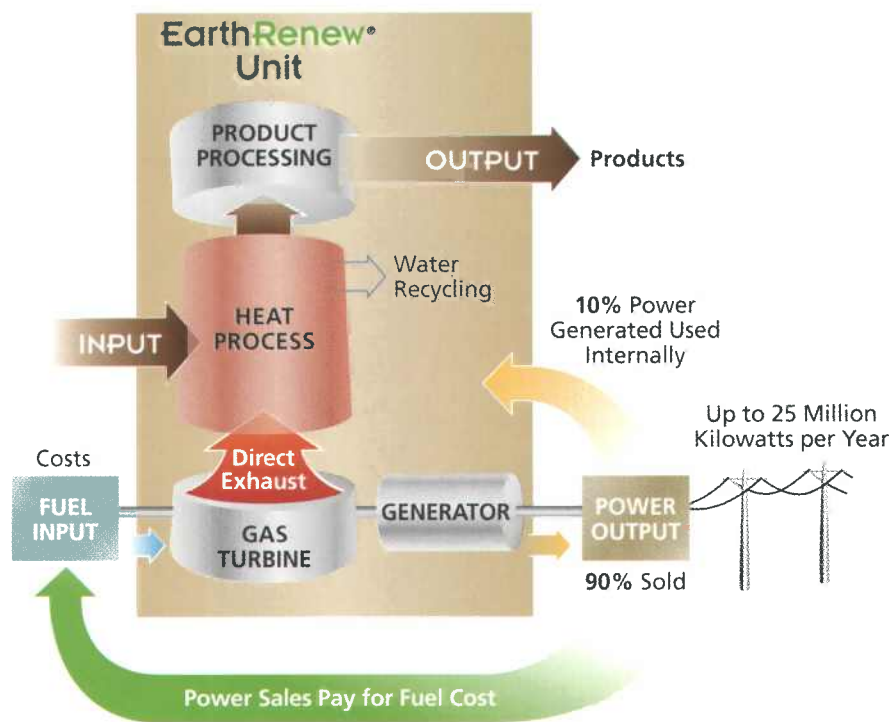 EarthRenew®
Unit
PRODUCT
PROCESSING
OUTPUT
Products
Water
Recycling
HEAT
PROCESS
INPUT
10% Power
Generated Used
Internally
Up to 25 Million
Kilowatts per Year
Costs
FUEL
INPUT
Direct
Exhaust
GAS
TURBINE
GENERATOR
POWER
OUTPUT
90% Sold
Power Sales Pay for Fuel Cost